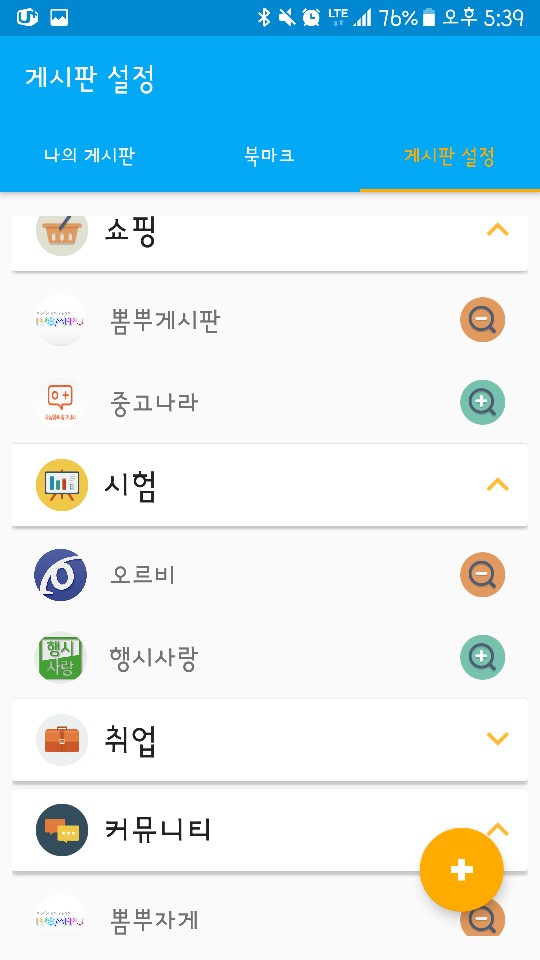 LTE 76% 오후 5:39
게시판 설정
나의 게시판 북마크 게시판 설정
쇼핑
뽐뿌게시판
중고나라
시험
오르비
행시
사랑
행시사랑
취업
커뮤니티
뽐뿌자게